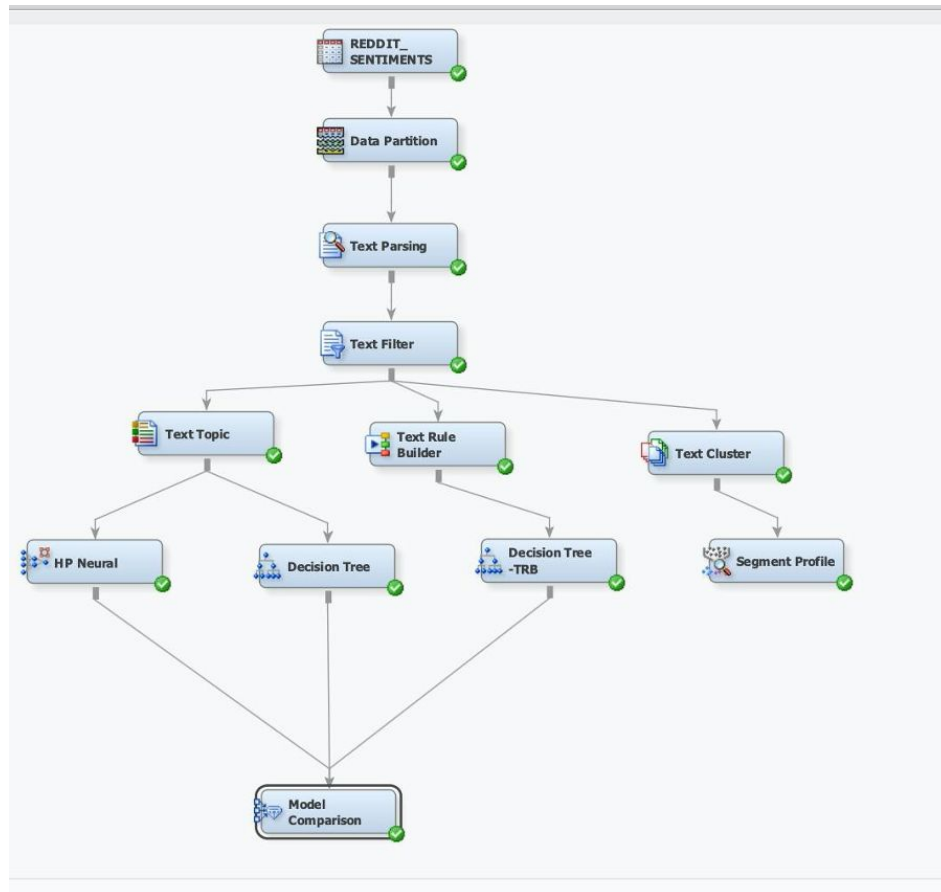 REDDIT_
SENTIMENTS
Data Partition
Text Parsing
Text Filter
Text Topic
Text Rule
Builder
Text Cluster
HP Neural
Decision Tree
Decision Tree
-TRB
Segment Profile
Model
Comparison